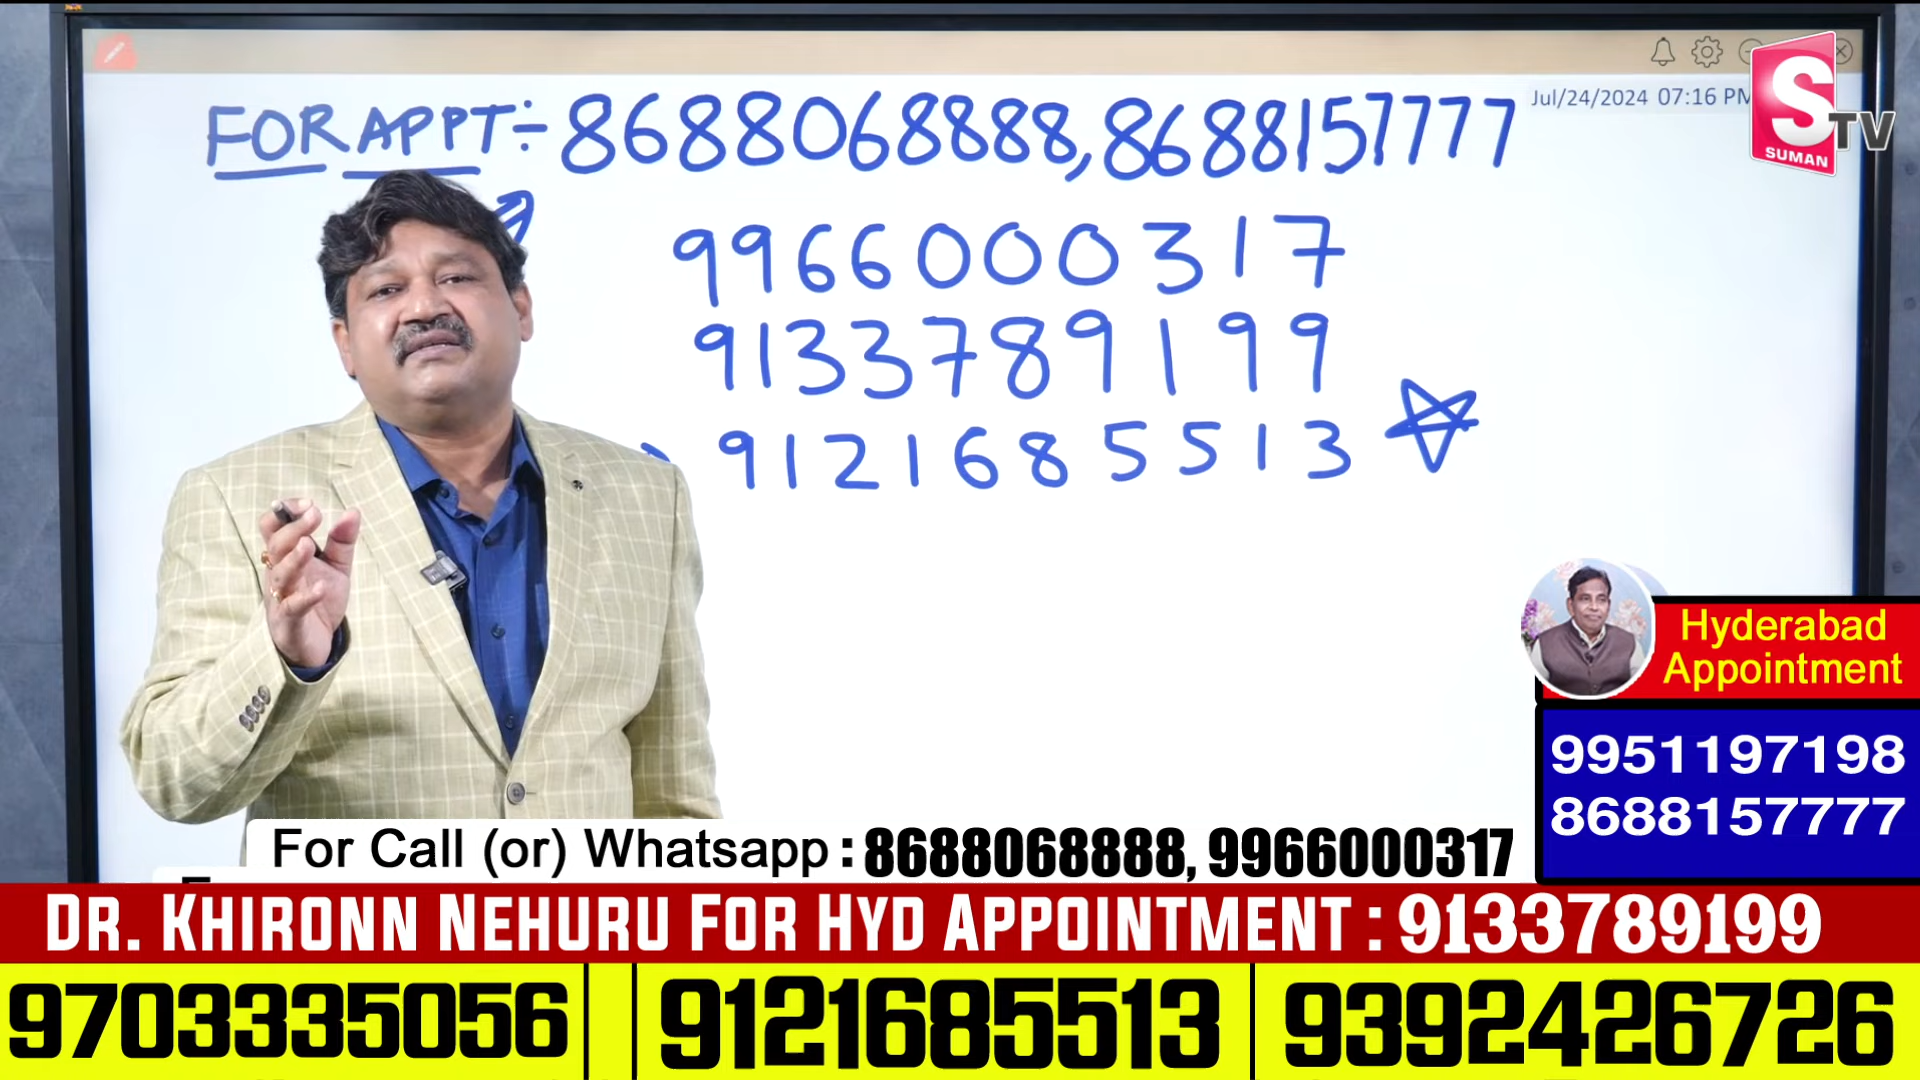 Jul/24/2024 07:16 PM
S
TV
SUMAN
FOR APPT:- 8688068888, 8688157777
9966000317
9133789199
9121685513
Hyderabad
Appointment
9951197198
8688157777
For Call (or) Whatsapp : 8688068888, 9966000317
DR. KHIRONN NEHURU FOR HYD APPOINTMENT : 9133789199
9703335056
9121685513
9392426726